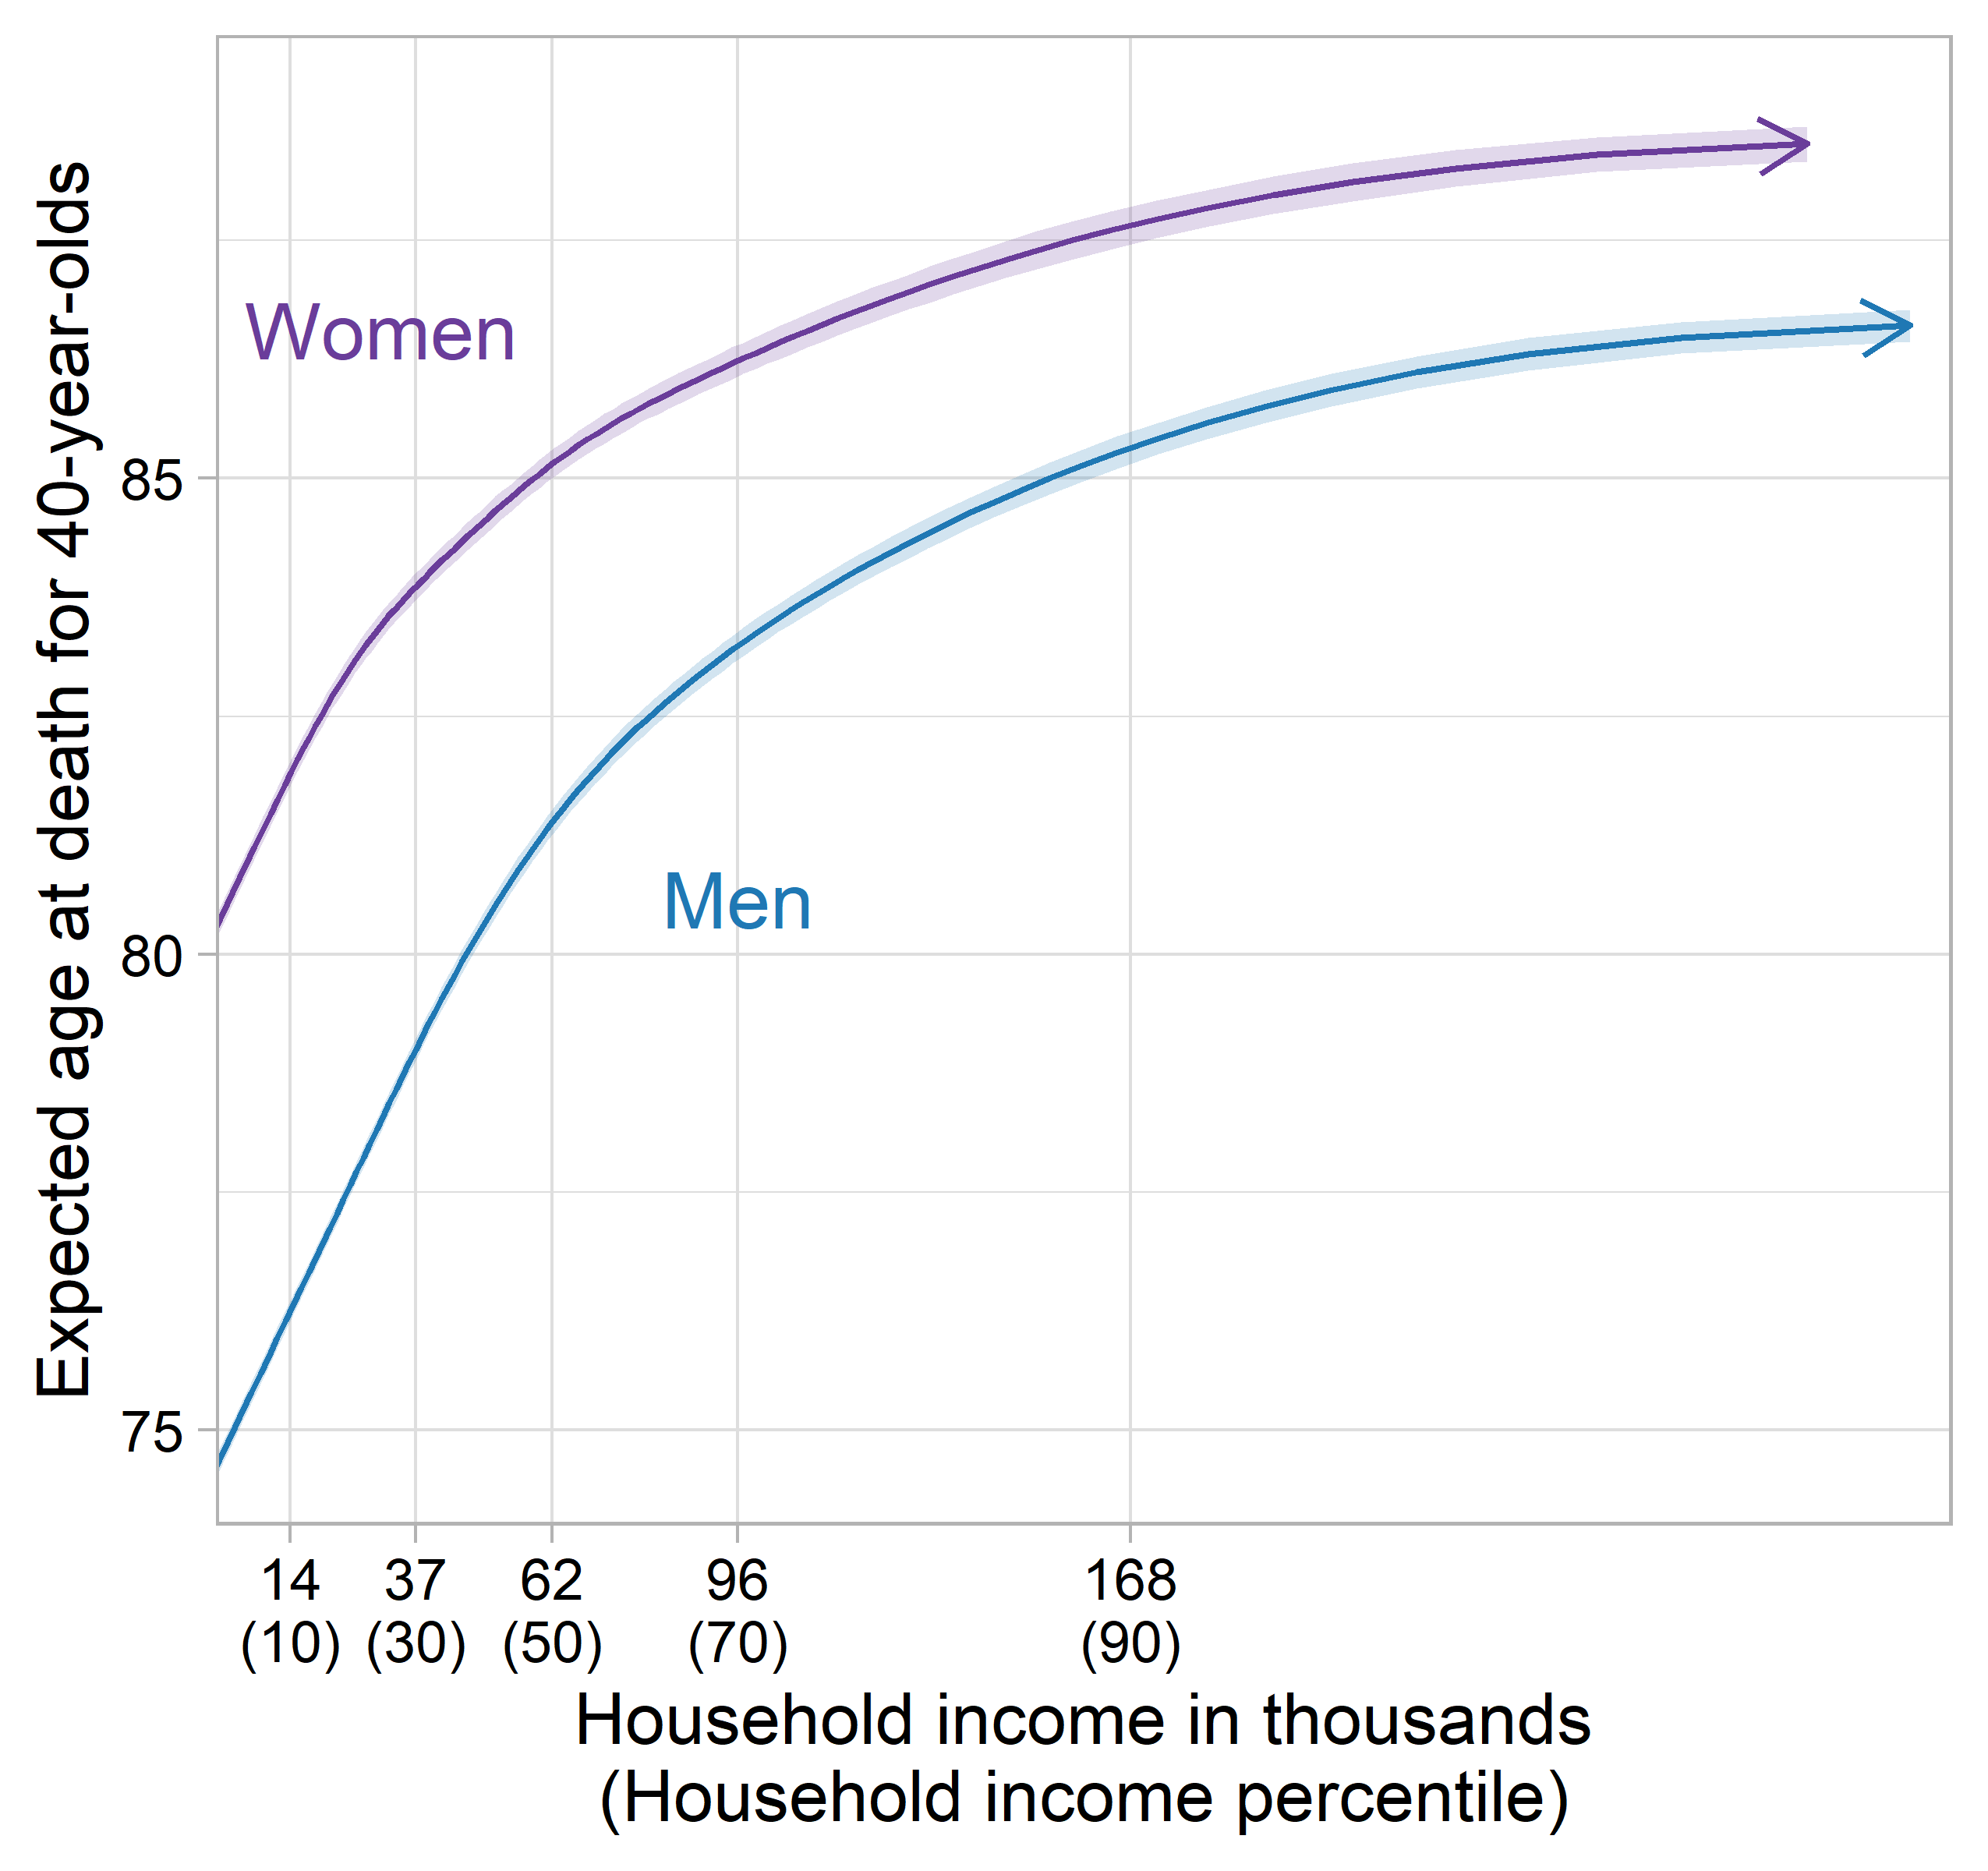 Expected age at death for 40-year-olds
Women
Men
85
80
75
14
(10)
37
(30)
62
(50)
96
(70)
168
(90)
Household income in thousands
(Household income percentile)